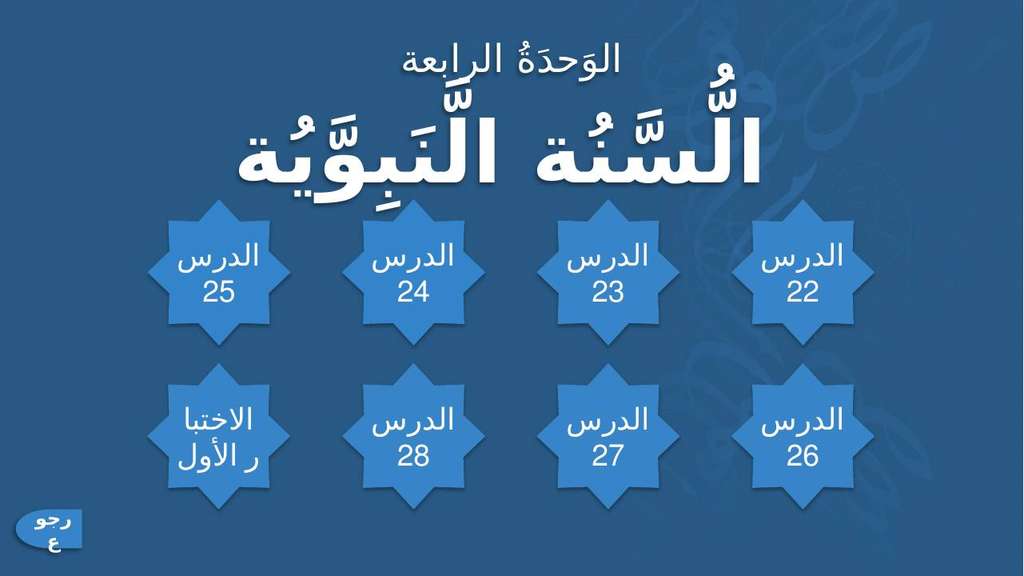 الوَحدَةُ الرابعة
السُّنَّة النَّبَوِيَّة
الدرس
22
الدرس
23
الدرس
24
الدرس
25
الدرس
26
الدرس
27
الدرس
28
الاختبا
ر الأول
رجو
ع